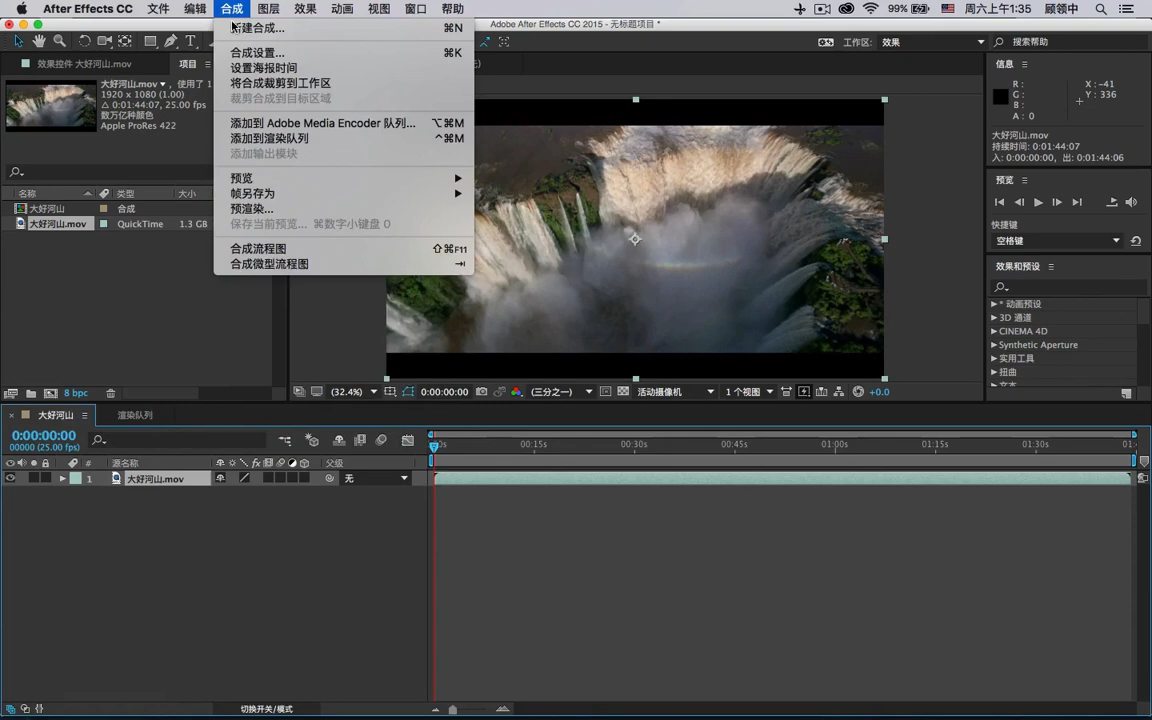 After Effects CC 文件 编辑 合成 图层 效果 动画 视图 窗口 帮助 99% 周六上午1:35 顾领中
Adobe After Effects CC 2015 - 无标题项目 *
工作区: 效果 搜索帮助
新建合成... ⌘N
合成设置... ⌘K
设置海报时间
将合成裁剪到工作区
裁剪合成到目标区域
添加到 Adobe Media Encoder 队列... ⌥⌘M
添加到渲染队列 ^⌘M
添加输出模块
预览
帧另存为
预渲染...
保存当前预览... ⌘数字小键盘 0
合成流程图 ⇧⌘F11
合成微型流程图 ⇥
效果控件 大好河山.mov 项目
大好河山.mov ▾, 使用了 1
1920 x 1080 (1.00)
△ 0:01:44:07, 25.00 fps
数万亿种颜色
Apple ProRes 422
名称 类型 大小
大好河山 合成
大好河山.mov QuickTime 1.3 GB
8 bpc
(32.4%) 0:00:00:00 (三分之一) 活动摄像机 1 个视图 +0.0
信息
R : X : -41
G : Y : 336
B :
A : 0
大好河山.mov
持续时间: 0:01:44:07
入: 0:00:00:00, 出: 0:01:44:06
预览
快捷键
空格键
效果和预设
* 动画预设
3D 通道
CINEMA 4D
Synthetic Aperture
实用工具
扭曲
大好河山 渲染队列
0:00:00:00
00000 (25.00 fps)
00:15s 00:30s 00:45s 01:00s 01:15s 01:30s
# 源名称 父级
1 大好河山.mov 无
切换开关/模式